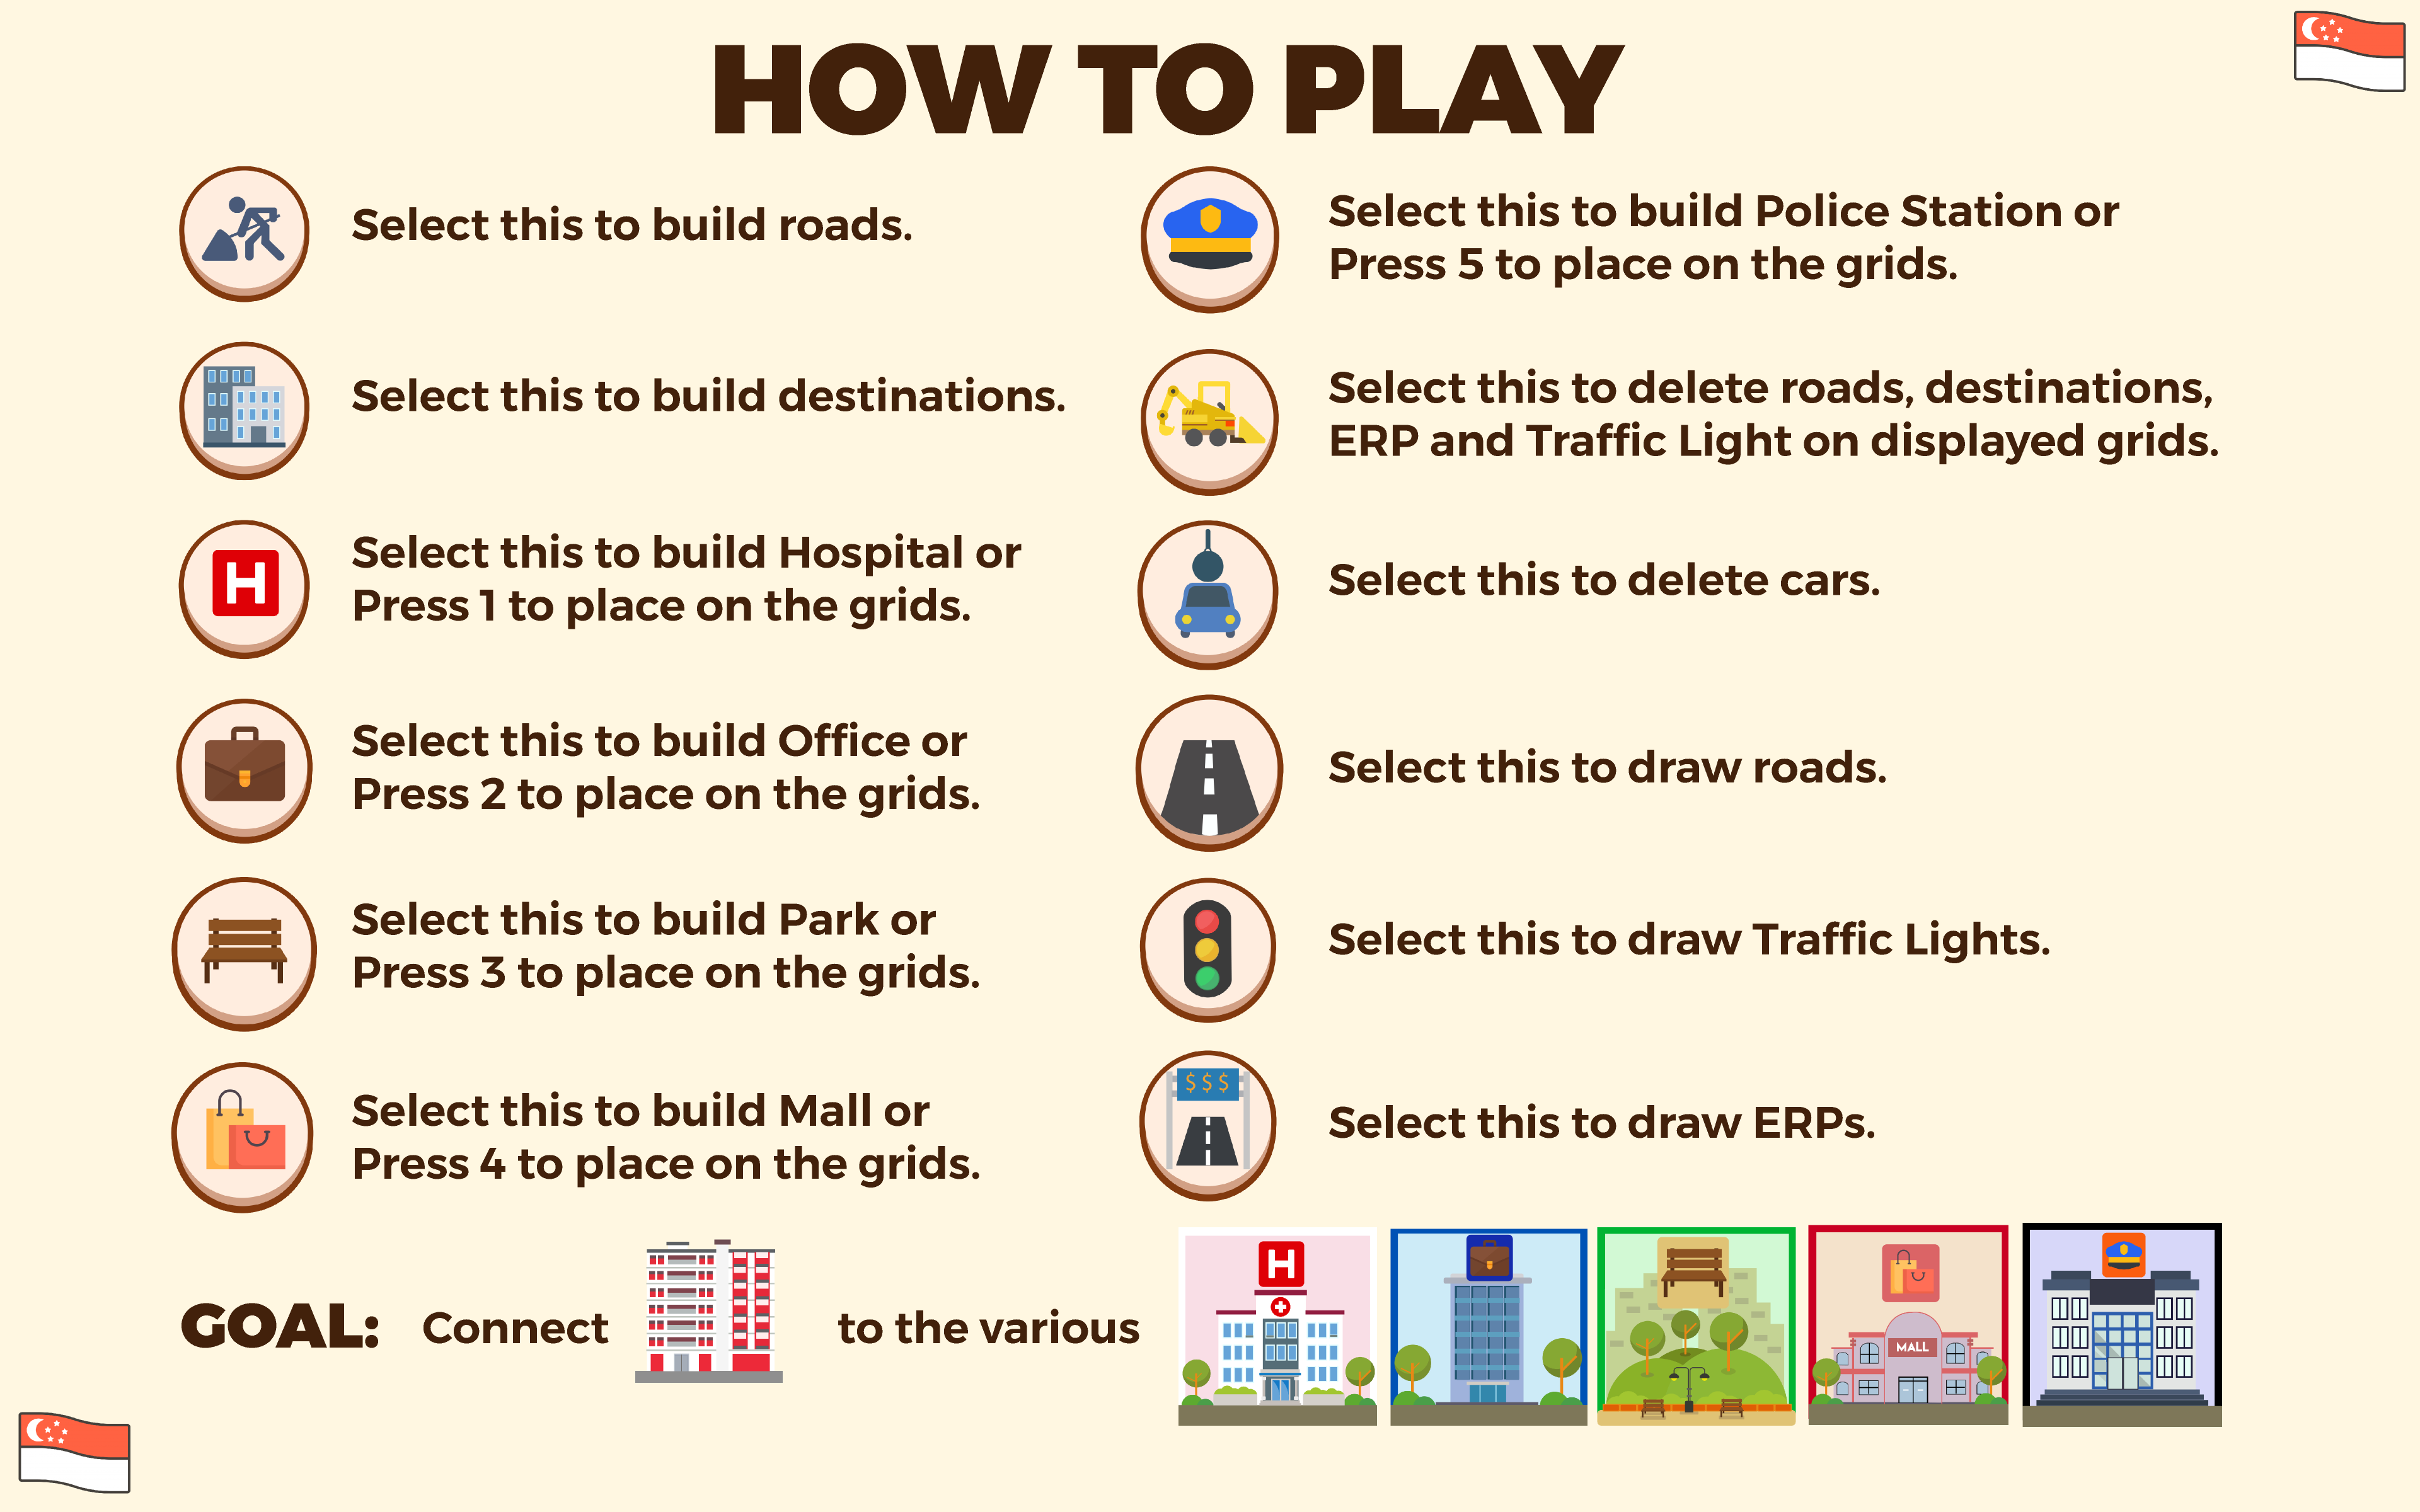 HOW TO PLAY
Select this to build roads.
Select this to build destinations.
H
Select this to build Hospital or
Press 1 to place on the grids.
Select this to build Office or
Press 2 to place on the grids.
Select this to build Park or
Press 3 to place on the grids.
Select this to build Mall or
Press 4 to place on the grids.
Select this to build Police Station or
Press 5 to place on the grids.
Select this to delete roads, destinations,
ERP and Traffic Light on displayed grids.
Select this to delete cars.
Select this to draw roads.
Select this to draw Traffic Lights.
$$$
Select this to draw ERPs.
GOAL: Connect to the various
H
MALL